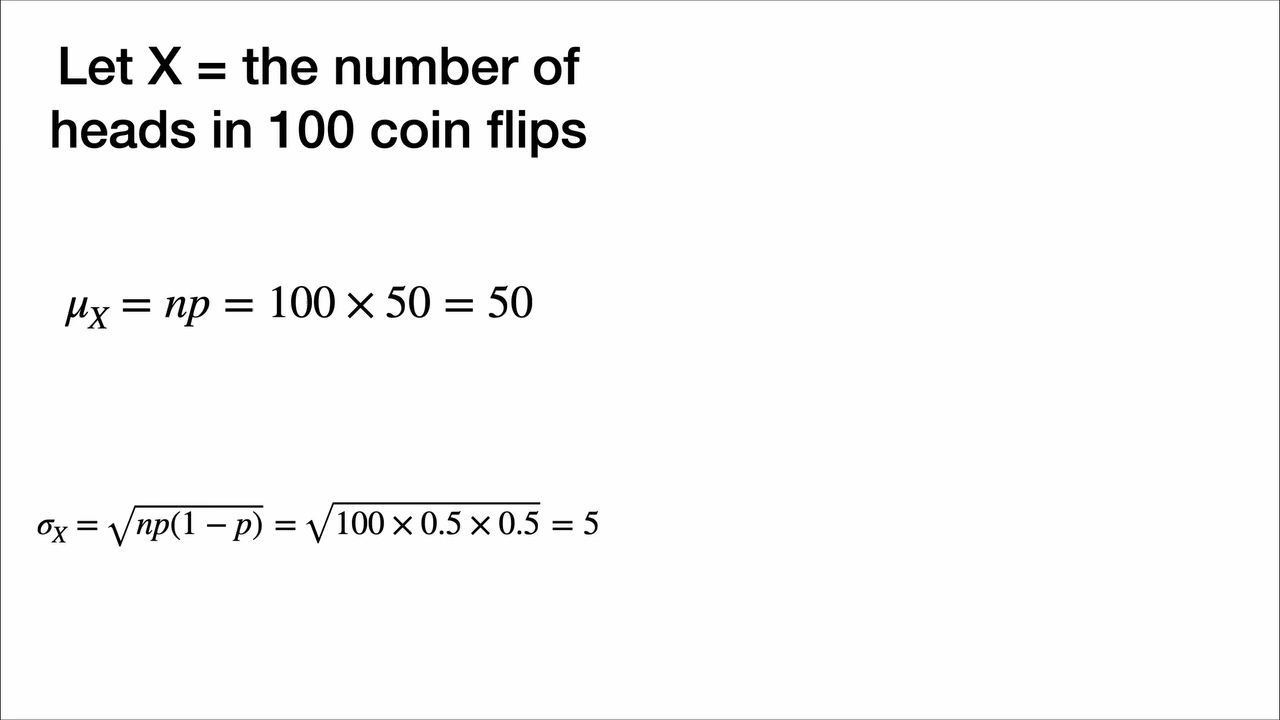 Let X = the number of
heads in 100 coin flips
μ_X = np = 100 × 50 = 50
σ_X = √(np(1 − p)) = √(100 × 0.5 × 0.5) = 5